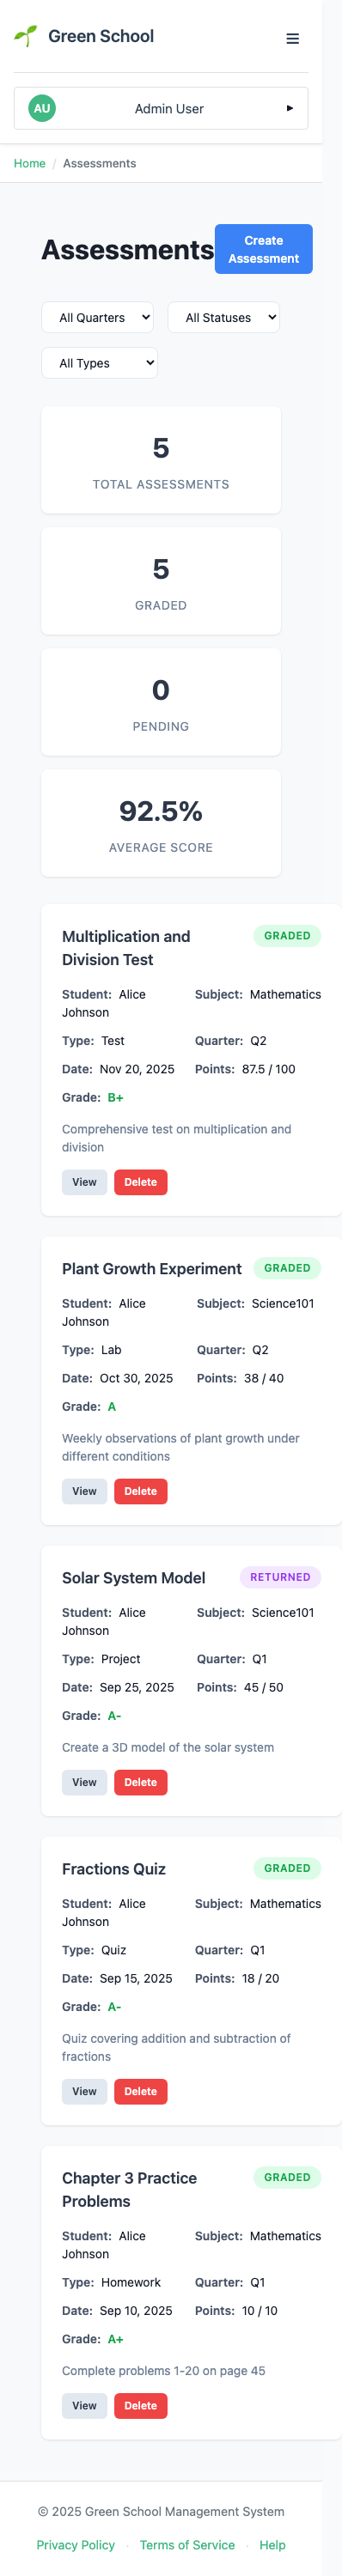 Green School
AU Admin User
Home / Assessments
Assessments
Create
Assessment
All Quarters All Statuses
All Types
5
TOTAL ASSESSMENTS
5
GRADED
0
PENDING
92.5%
AVERAGE SCORE
Multiplication and GRADED
Division Test
Student: Alice Subject: Mathematics
Johnson
Type: Test Quarter: Q2
Date: Nov 20, 2025 Points: 87.5 / 100
Grade: B+
Comprehensive test on multiplication and
division
View Delete
Plant Growth Experiment GRADED
Student: Alice Subject: Science101
Johnson
Type: Lab Quarter: Q2
Date: Oct 30, 2025 Points: 38 / 40
Grade: A
Weekly observations of plant growth under
different conditions
View Delete
Solar System Model RETURNED
Student: Alice Subject: Science101
Johnson
Type: Project Quarter: Q1
Date: Sep 25, 2025 Points: 45 / 50
Grade: A-
Create a 3D model of the solar system
View Delete
Fractions Quiz GRADED
Student: Alice Subject: Mathematics
Johnson
Type: Quiz Quarter: Q1
Date: Sep 15, 2025 Points: 18 / 20
Grade: A-
Quiz covering addition and subtraction of
fractions
View Delete
Chapter 3 Practice GRADED
Problems
Student: Alice Subject: Mathematics
Johnson
Type: Homework Quarter: Q1
Date: Sep 10, 2025 Points: 10 / 10
Grade: A+
Complete problems 1-20 on page 45
View Delete
© 2025 Green School Management System
Privacy Policy · Terms of Service · Help